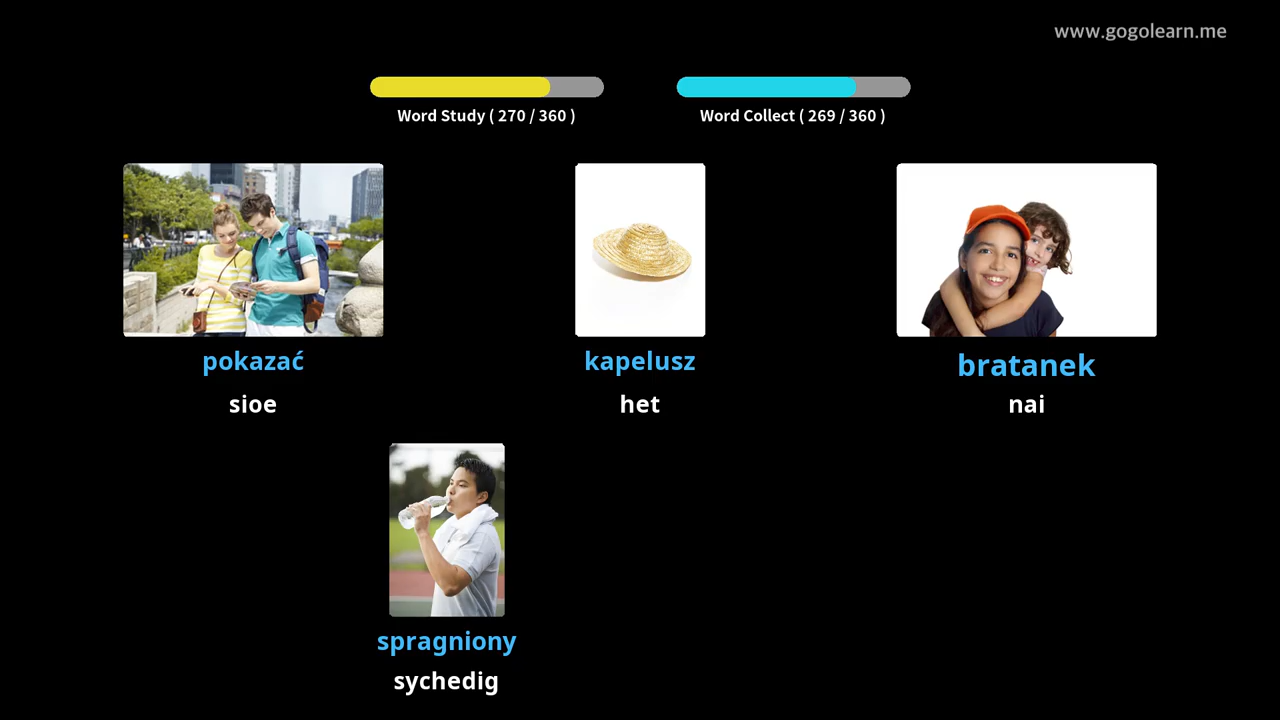 www.gogolearn.me
Word Study ( 270 / 360 )
Word Collect ( 269 / 360 )
pokazać
kapelusz
bratanek
sioe
het
nai
spragniony
sychedig